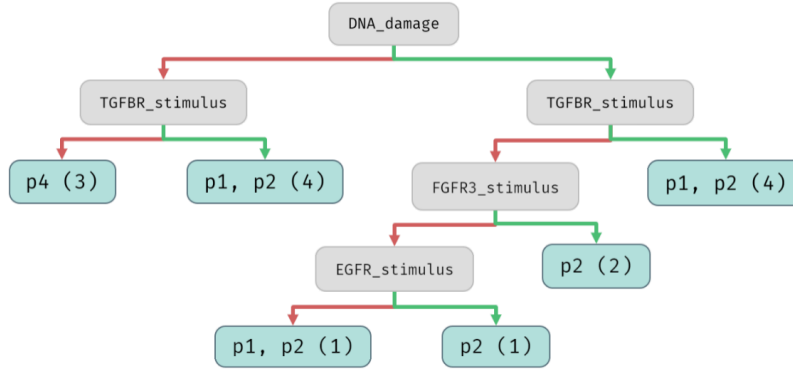 DNA_damage
TGFBR_stimulus
TGFBR_stimulus
p4 (3)
p1, p2 (4)
FGFR3_stimulus
p1, p2 (4)
EGFR_stimulus
p2 (2)
p1, p2 (1)
p2 (1)